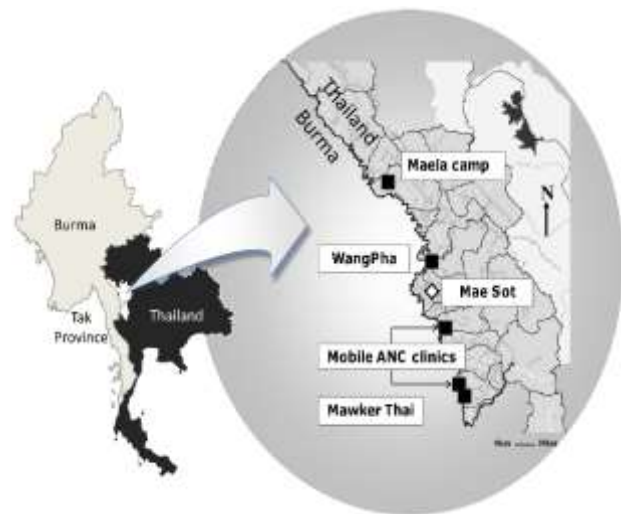 Burma
Tak
Province
Thailand
Thailand
Burma
Maela camp
N
WangPha
Mae Sot
Mobile ANC clinics
Mawker Thai